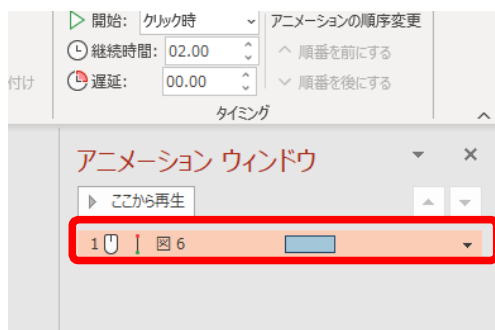 開始: クリック時 アニメーションの順序変更
継続時間: 02.00 順番を前にする
付け 遅延: 00.00 順番を後にする
タイミング
アニメーション ウィンドウ
ここから再生
1 図 6